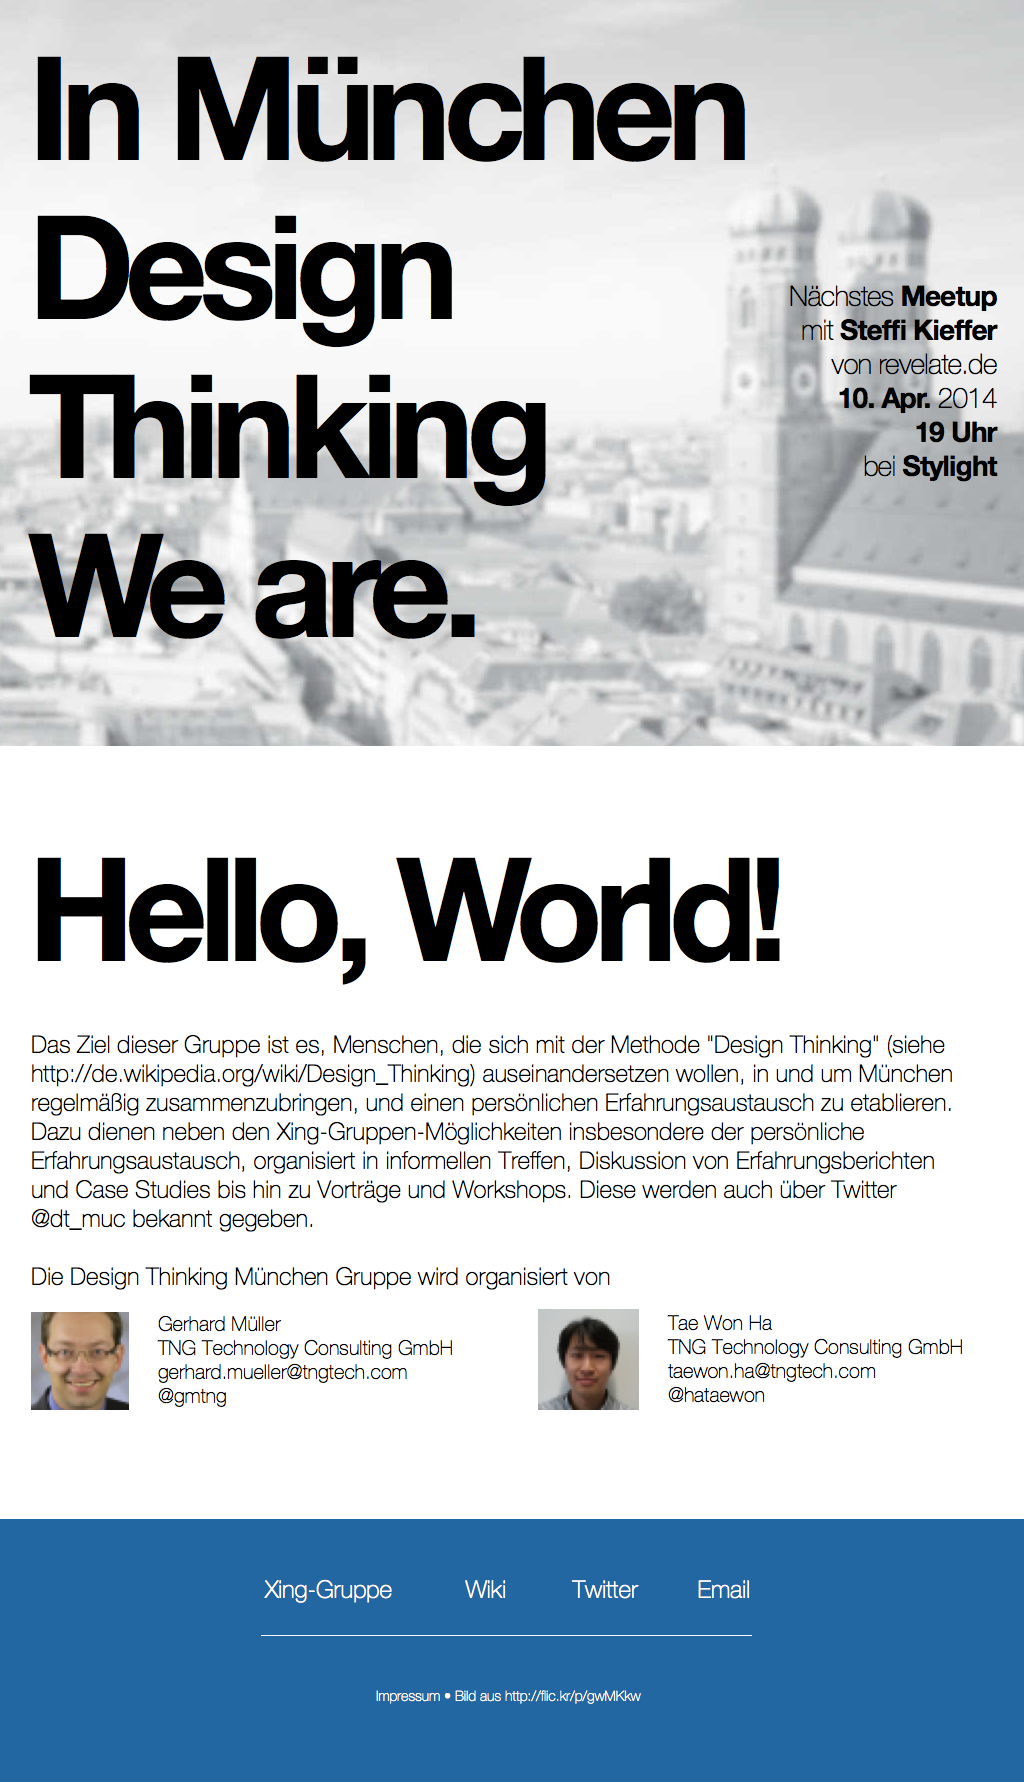 In München
Design
Thinking
We are.
Nächstes Meetup
mit Steffi Kieffer
von revelate.de
10. Apr. 2014
19 Uhr
bei Stylight
Hello, World!
Das Ziel dieser Gruppe ist es, Menschen, die sich mit der Methode "Design Thinking" (siehe
http://de.wikipedia.org/wiki/Design_Thinking) auseinandersetzen wollen, in und um München
regelmäßig zusammenzubringen, und einen persönlichen Erfahrungsaustausch zu etablieren.
Dazu dienen neben den Xing-Gruppen-Möglichkeiten insbesondere der persönliche
Erfahrungsaustausch, organisiert in informellen Treffen, Diskussion von Erfahrungsberichten
und Case Studies bis hin zu Vorträge und Workshops. Diese werden auch über Twitter
@dt_muc bekannt gegeben.
Die Design Thinking München Gruppe wird organisiert von
Gerhard Müller
TNG Technology Consulting GmbH
gerhard.mueller@tngtech.com
@gmtng
Tae Won Ha
TNG Technology Consulting GmbH
taewon.ha@tngtech.com
@hataewon
Xing-Gruppe Wiki Twitter Email
Impressum • Bild aus http://flic.kr/p/gwMKkw